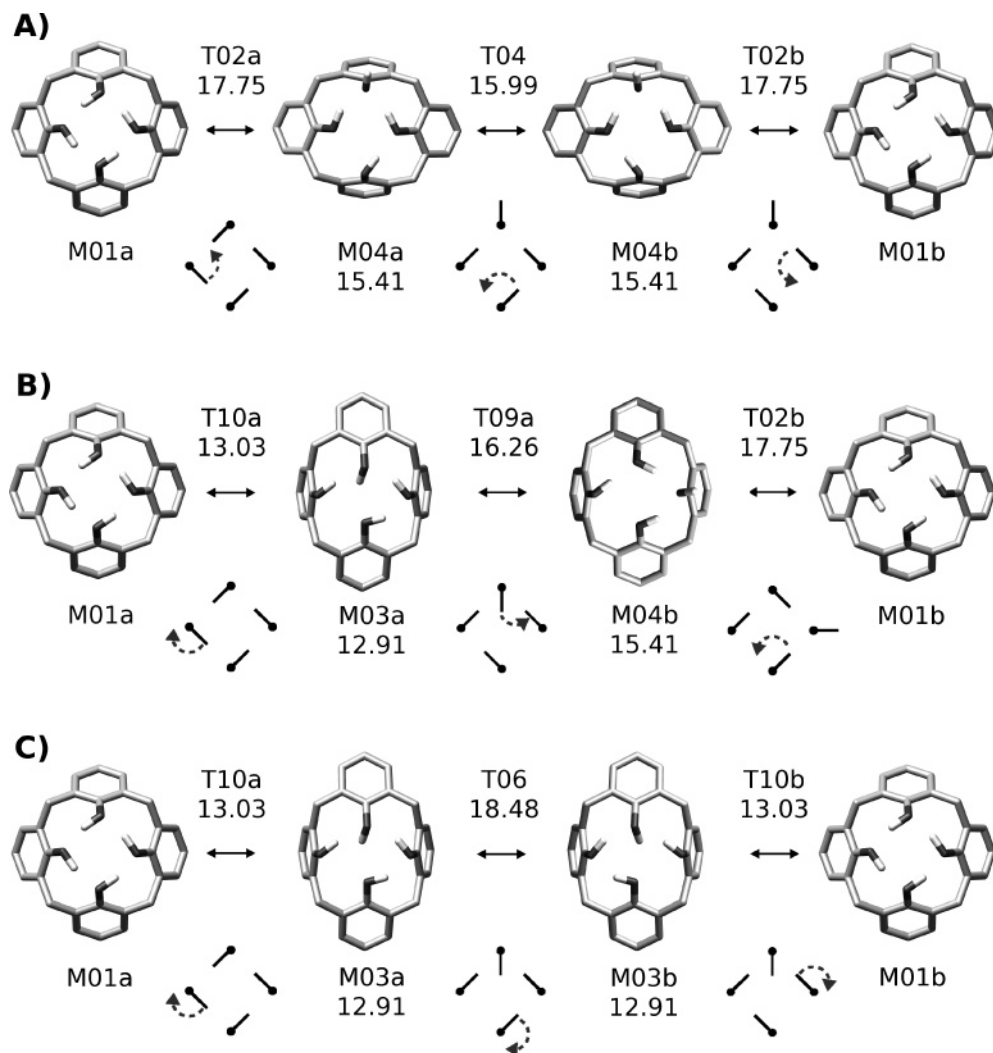 A)
T02a T04 T02b
17.75 15.99 17.75
M01a M04a M04b M01b
15.41 15.41
B)
T10a T09a T02b
13.03 16.26 17.75
M01a M03a M04b M01b
12.91 15.41
C)
T10a T06 T10b
13.03 18.48 13.03
M01a M03a M03b M01b
12.91 12.91